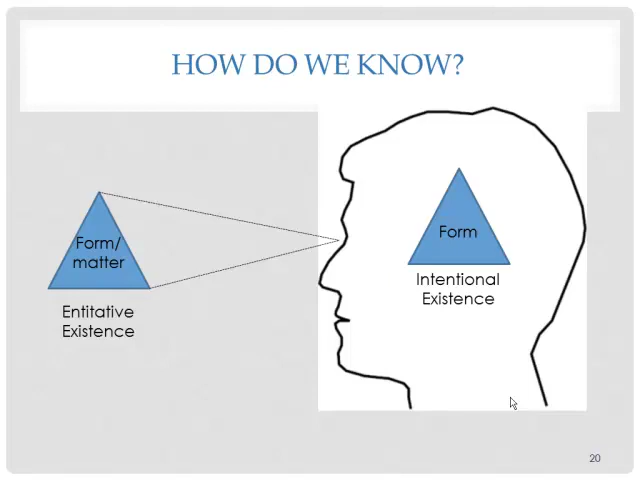 HOW DO WE KNOW?
Form/
matter
Entitative
Existence
Form
Intentional
Existence
20